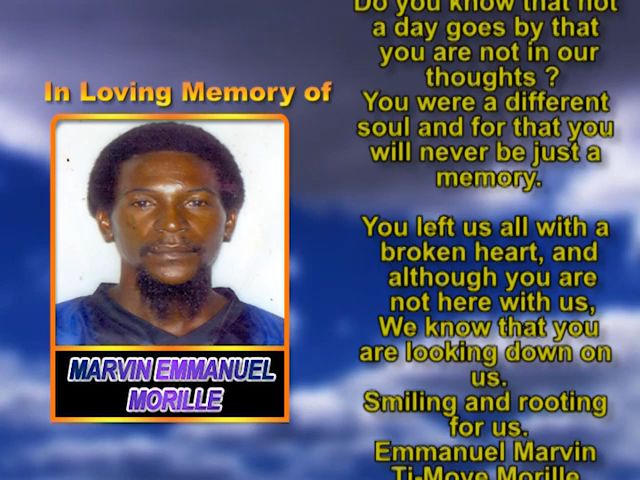 In Loving Memory of
MARVIN EMMANUEL
MORILLE
Do you know that not
a day goes by that
you are not in our
thoughts ?
You were a different
soul and for that you
will never be just a
memory.
You left us all with a
broken heart, and
although you are
not here with us,
We know that you
are looking down on
us.
Smiling and rooting
for us.
Emmanuel Marvin
Ti-Moye Morille